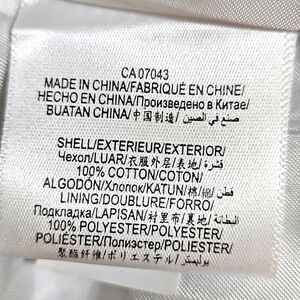 CA 07043
MADE IN CHINA/FABRIQUÉ EN CHINE/
HECHO EN CHINA/Произведено в Китае/
BUATAN CHINA/中国制造/ صنع في الصين/
SHELL/EXTERIEUR/EXTERIOR/
Чехол/LUAR/衣服外层/表地/قشرة/
100% COTTON/COTON/
ALGODÓN/Хлопок/KATUN/棉/綿/قطن/
LINING/DOUBLURE/FORRO/
Подкладка/LAPISAN/衬里布/裏地/البطانة/
100% POLYESTER/POLYESTER/
POLIÉSTER/Полиэстер/POLIESTER/
聚酯纤维/ポリエステル/بوليستر/